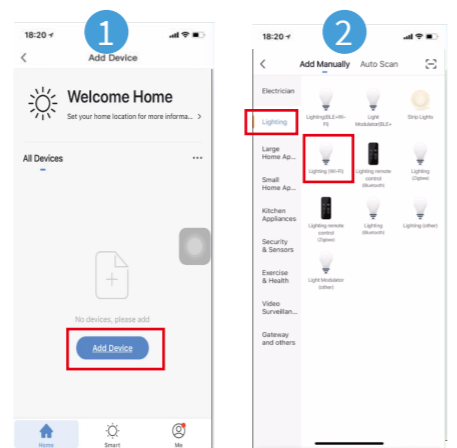 1
18:20
Add Device
Welcome Home
Set your home location for more informa... >
All Devices
...
No devices, please add
Add Device
Home
Smart
Me
2
18:20
Add Manually
Auto Scan
Electrician
Lighting
Large
Home Ap...
Small
Home Ap...
Kitchen
Appliances
Security
& Sensors
Exercise
& Health
Video
Surveillan...
Gateway
and others
Lighting(BLE+Wi-
Fi)
Light
Modulator(BLE+
Strip Lights
Lighting (Wi-Fi)
Lighting remote
control
(Bluetooth)
Lighting
(Zigbee)
Lighting remote
control
(Zigbee)
Lighting
(Bluetooth)
Lighting (other)
Light Modulator
(other)